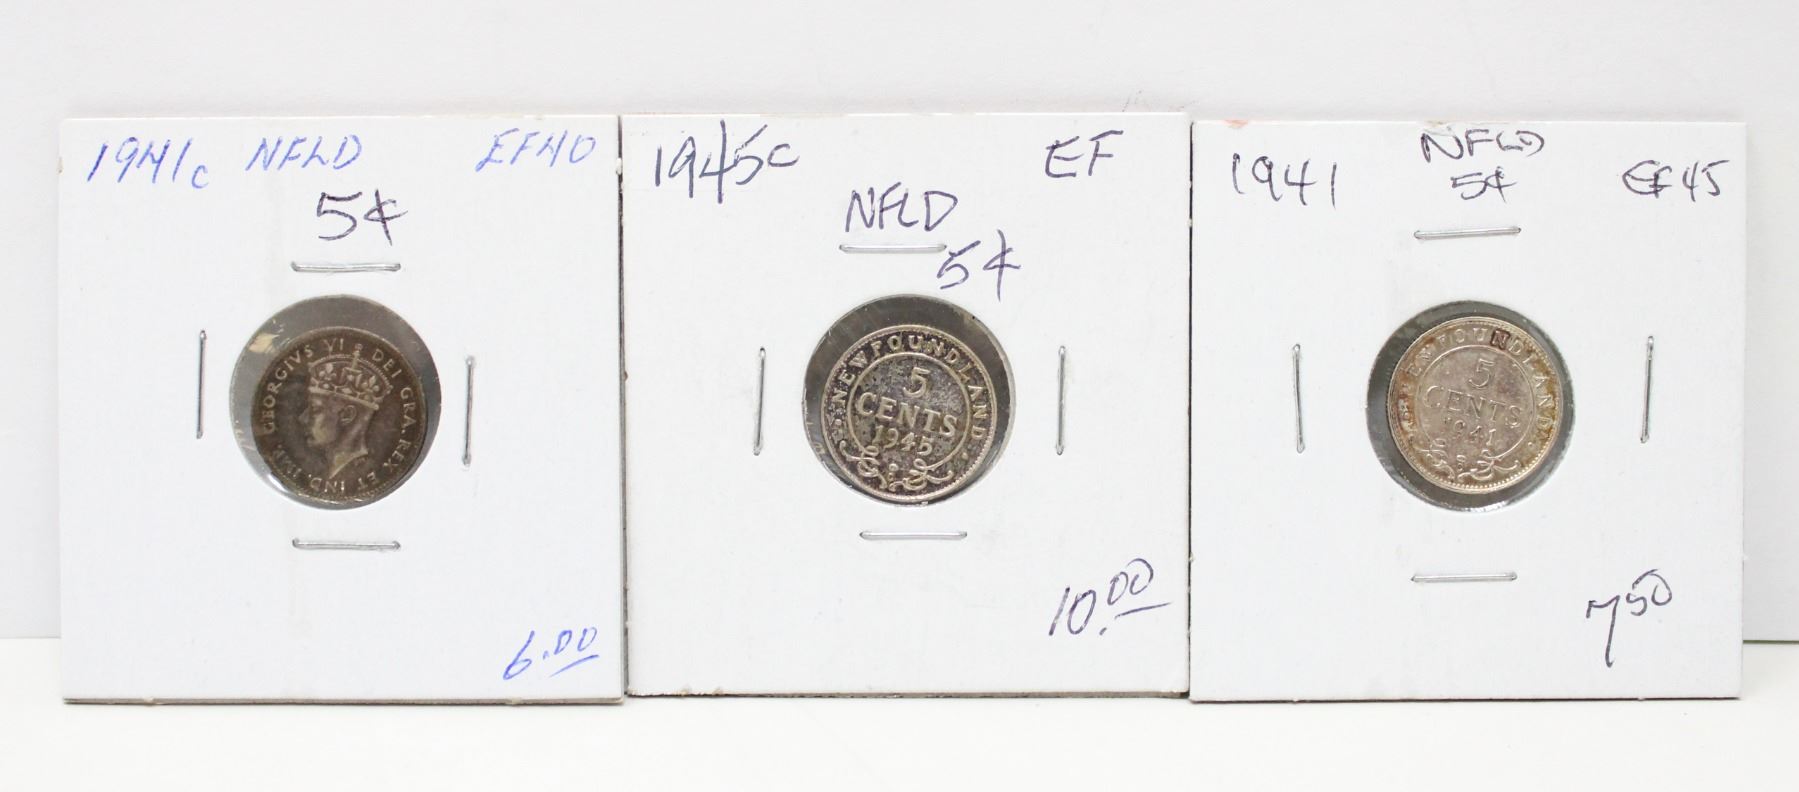 1941c NFLD EF40
5¢
6.00
GEORGIVS VI DEI GRA. REX ET IND. IMP.
1945c EF
NFLD
5¢
NEWFOUNDLAND
5
CENTS
1945
C
10.00
1941 NFLD EF45
5¢
NEWFOUNDLAND
5
CENTS
1941
7 50